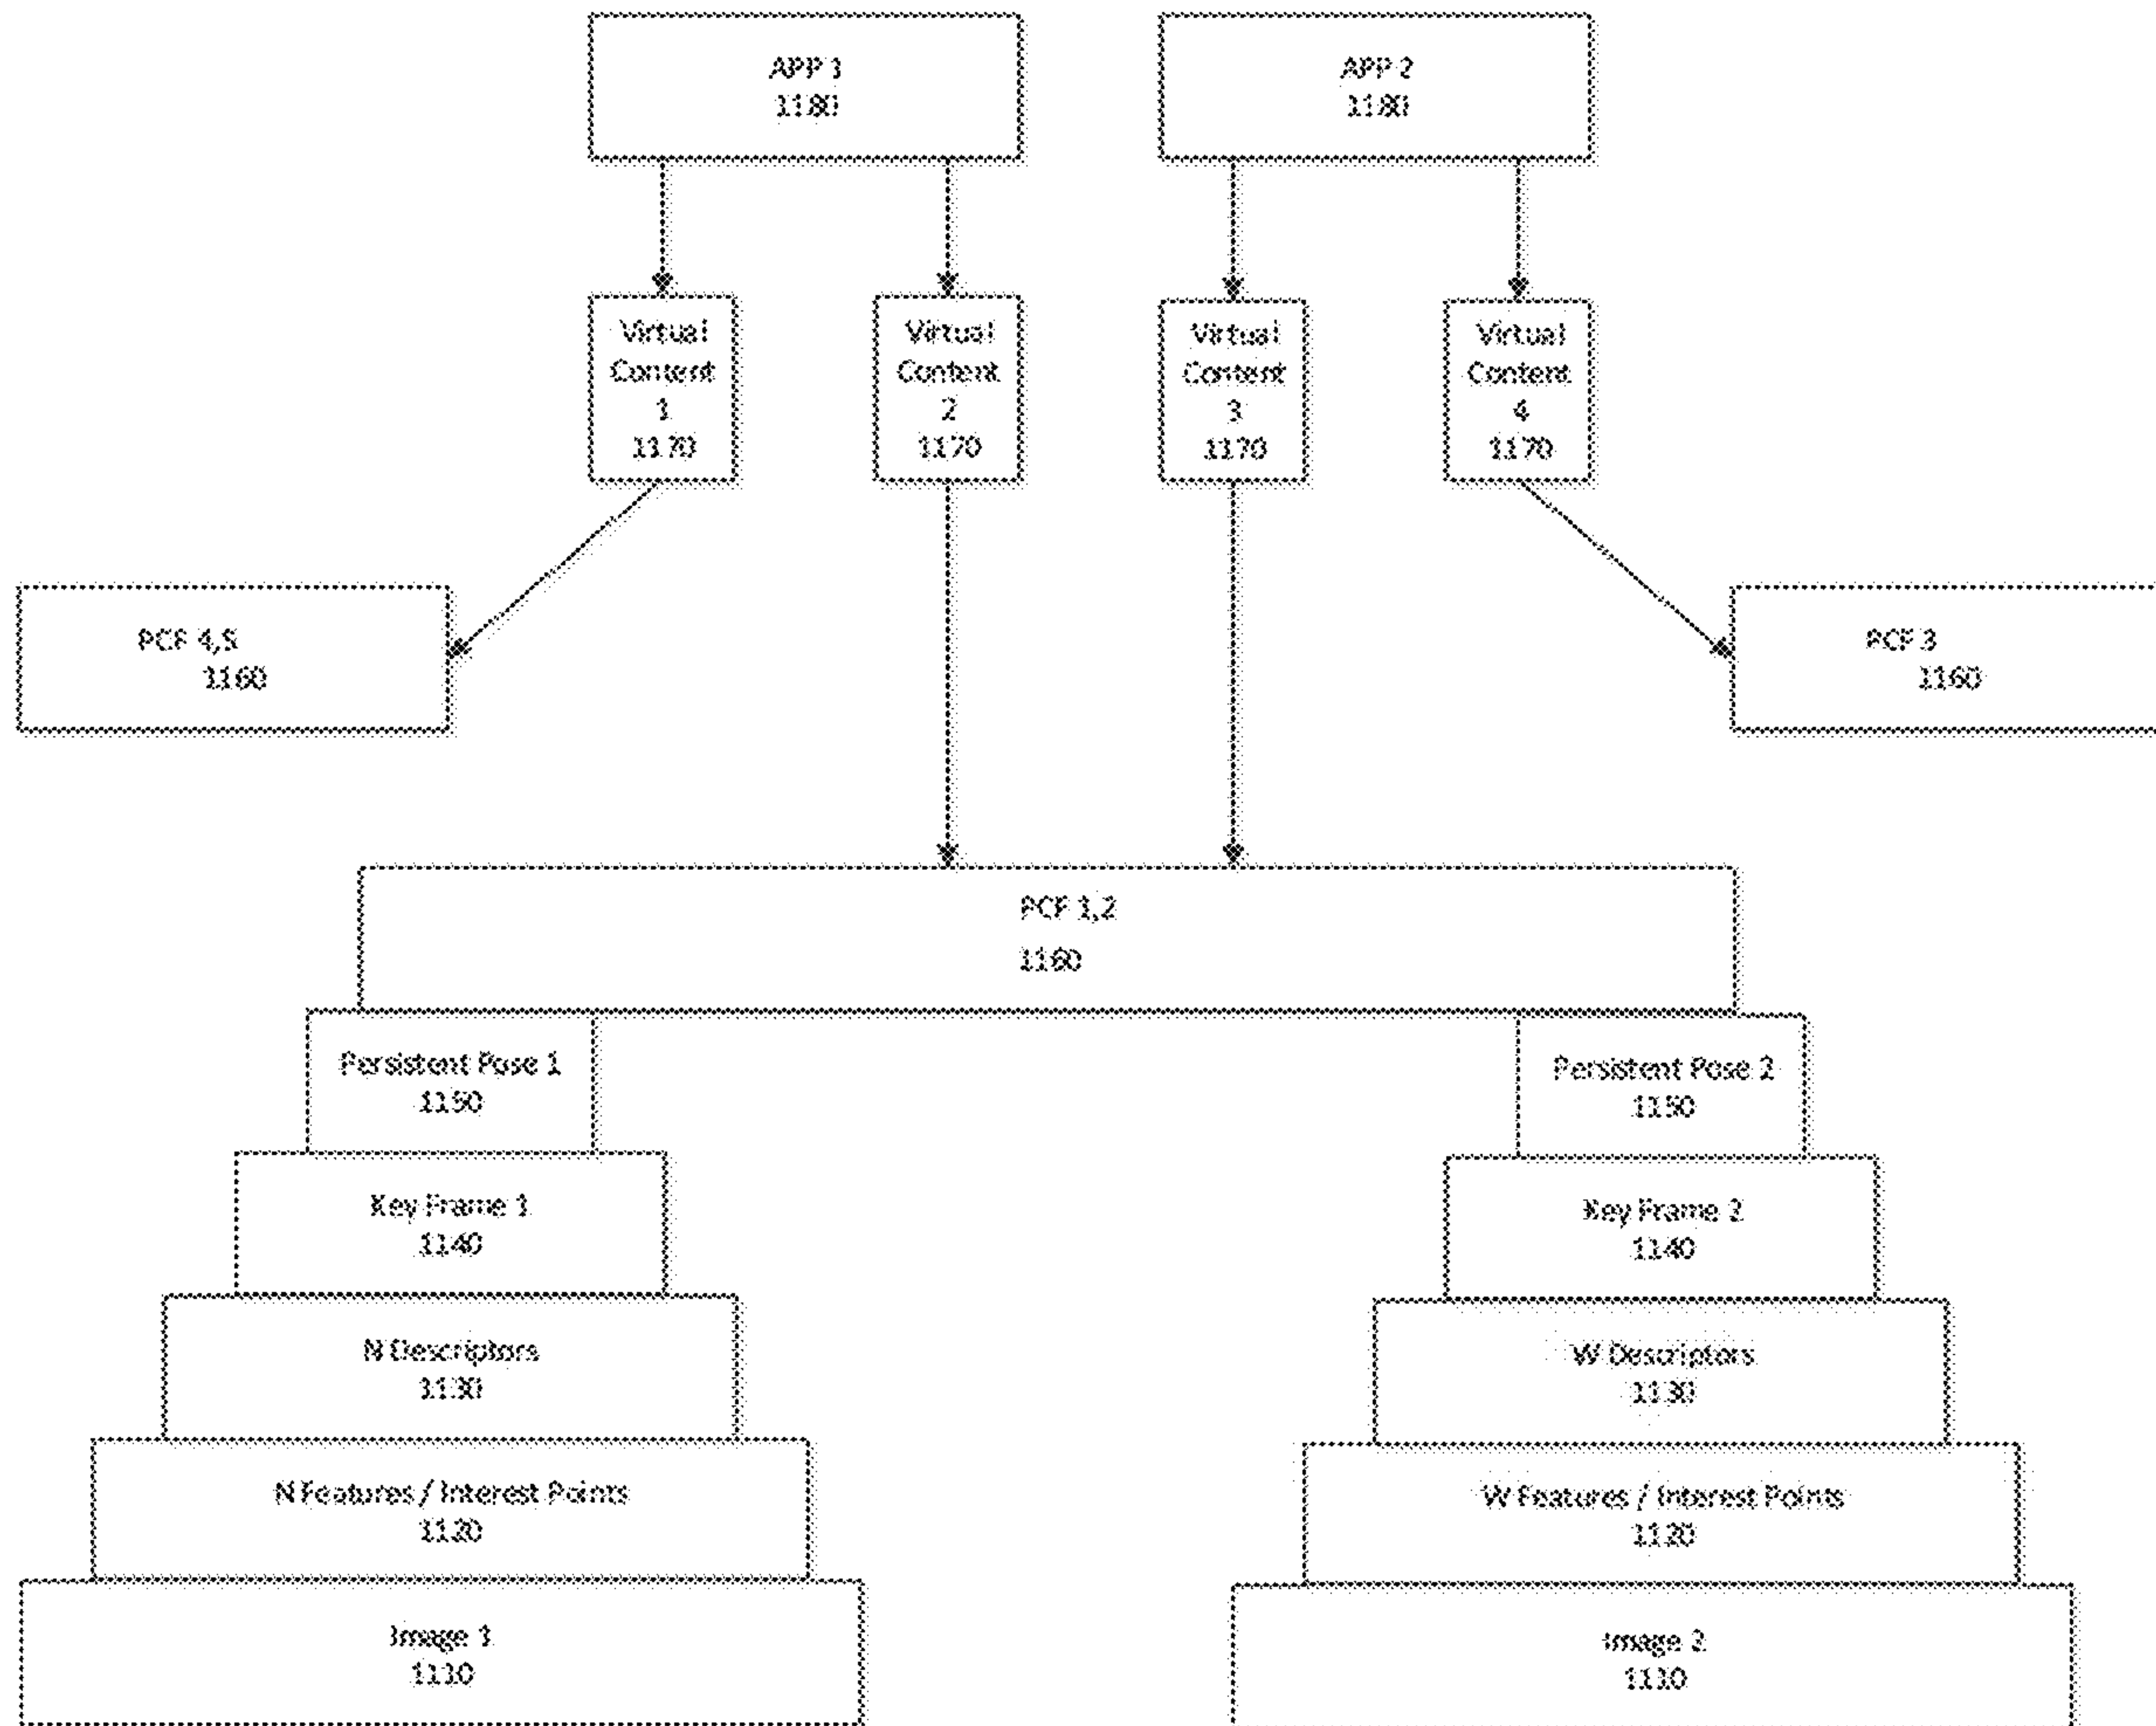 APP 1
1180
APP 2
1180
Virtual
Content
1
1170
Virtual
Content
2
1170
Virtual
Content
3
1170
Virtual
Content
4
1170
PCF 4,5
1160
PCF 3
1160
PCF 1,2
1160
Persistent Pose 1
1150
Persistent Pose 2
1150
Key Frame 1
1140
Key Frame 2
1140
N Descriptors
1130
W Descriptors
1130
N Features / Interest Points
1120
W Features / Interest Points
1120
Image 1
1110
Image 2
1110